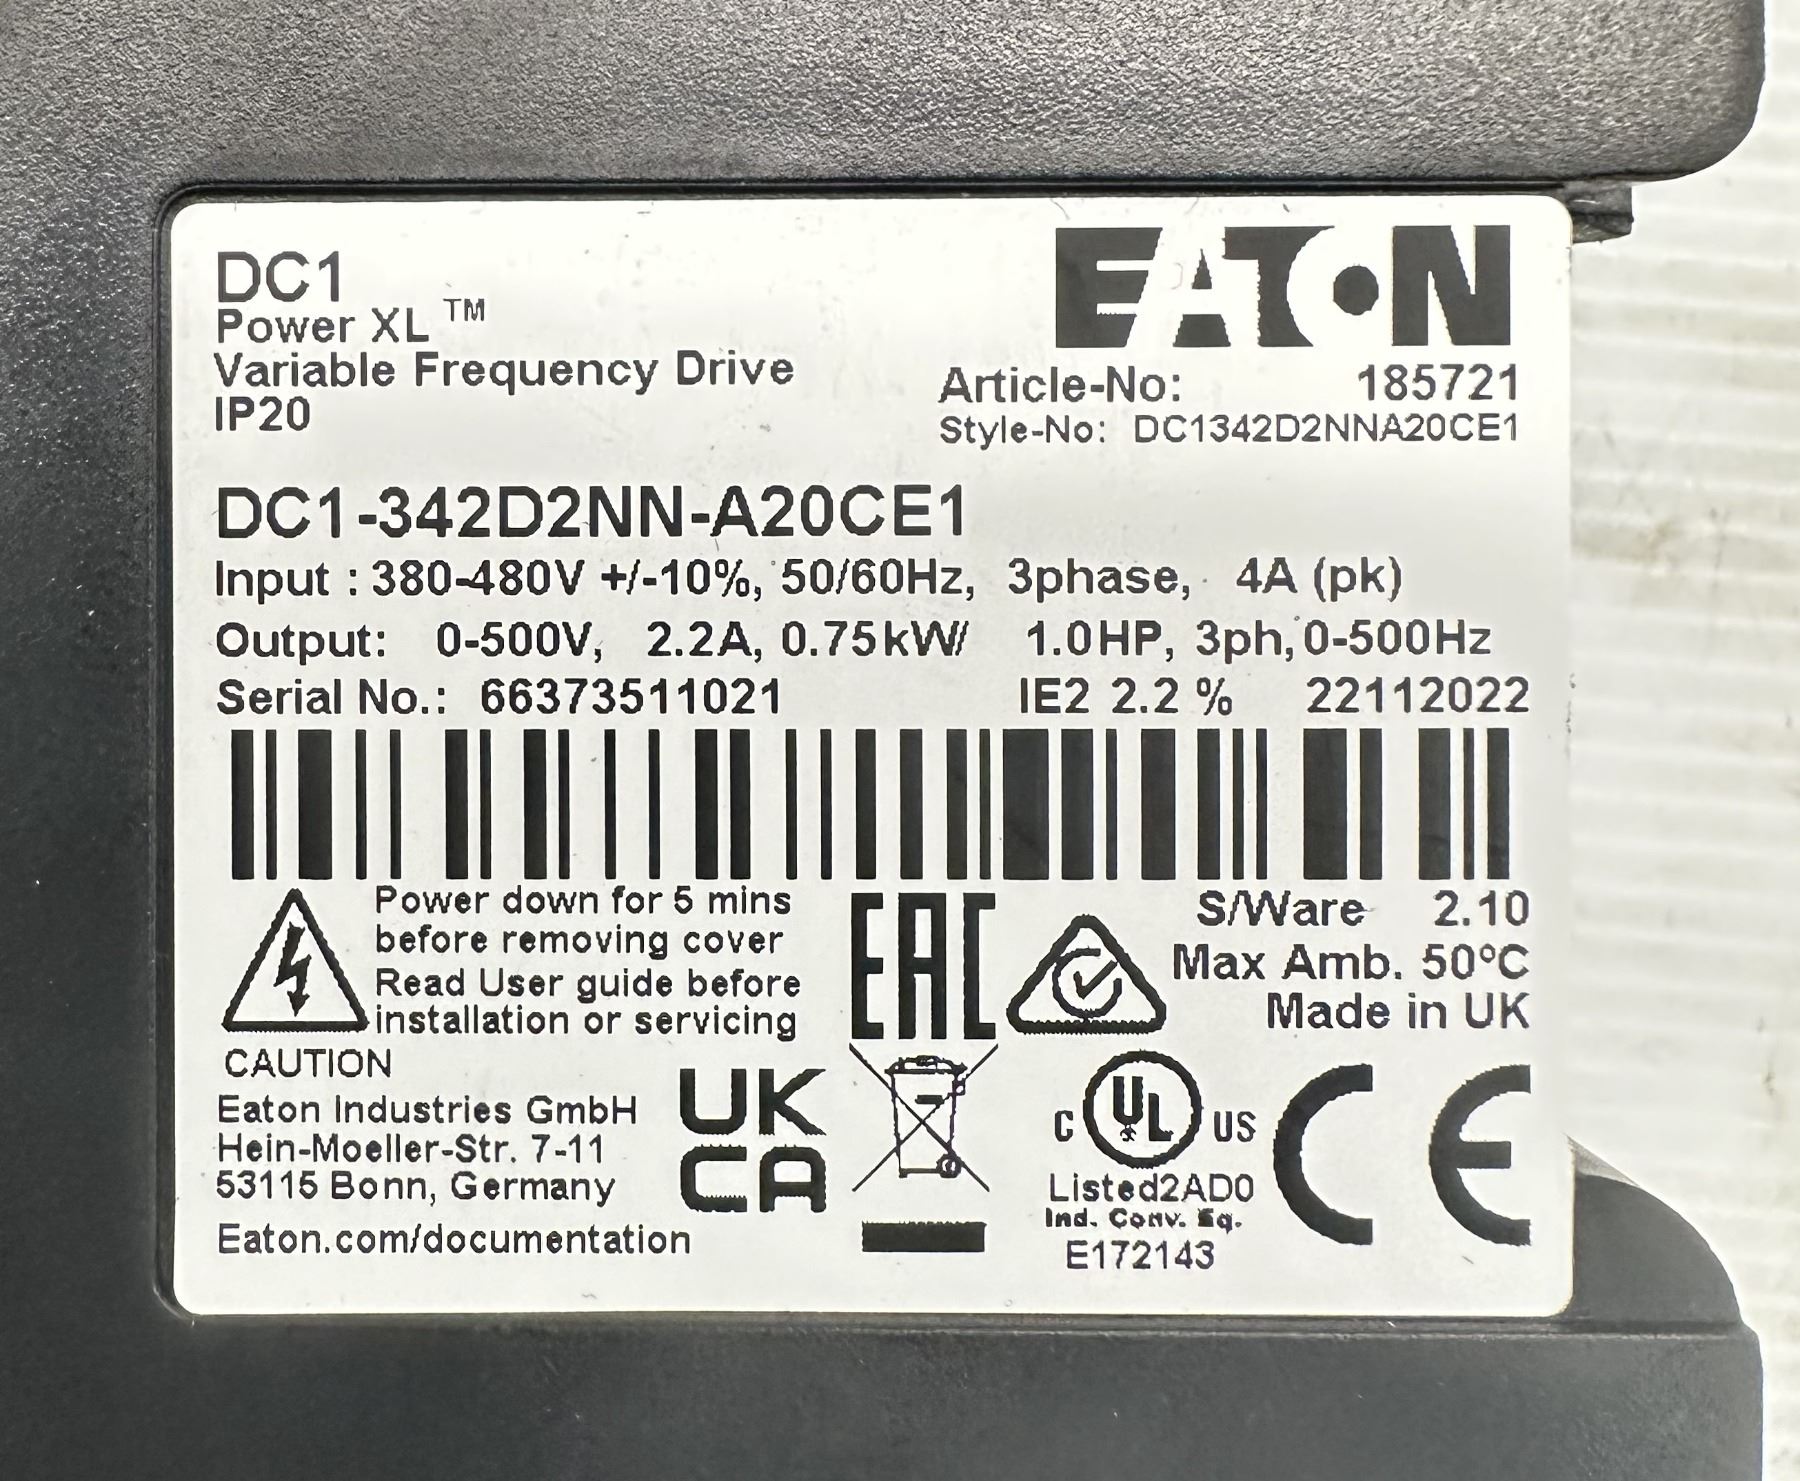 DC1
Power XL ™
Variable Frequency Drive
IP20
EATON
Article-No: 185721
Style-No: DC1342D2NNA20CE1
DC1-342D2NN-A20CE1
Input : 380-480V +/-10%, 50/60Hz, 3phase, 4A (pk)
Output: 0-500V, 2.2A, 0.75kW/ 1.0HP, 3ph, 0-500Hz
Serial No.: 66373511021 IE2 2.2 % 22112022
Power down for 5 mins
before removing cover
Read User guide before
installation or servicing
CAUTION
EAC
S/Ware 2.10
Max Amb. 50°C
Made in UK
Eaton Industries GmbH
Hein-Moeller-Str. 7-11
53115 Bonn, Germany
Eaton.com/documentation
UK
CA
C UL US
Listed2AD0
Ind. Conv. Eq.
E172143
CE